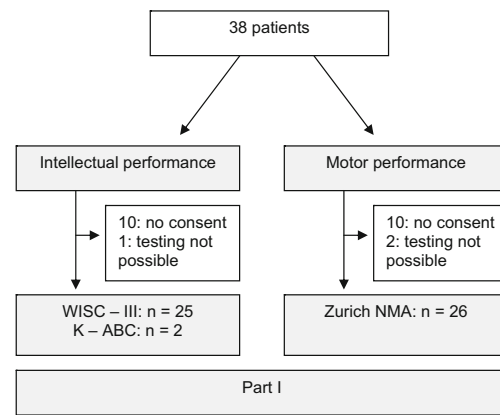 38 patients
Intellectual performance
10: no consent
1: testing not
possible
WISC – III: n = 25
K – ABC: n = 2
Motor performance
10: no consent
2: testing not
possible
Zurich NMA: n = 26
Part I